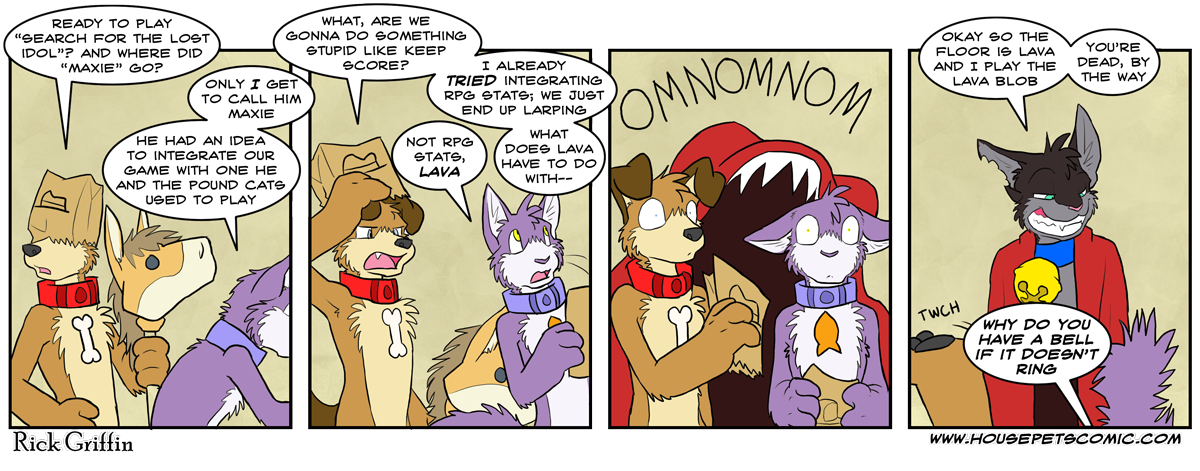 READY TO PLAY
"SEARCH FOR THE LOST
IDOL"? AND WHERE DID
"MAXIE" GO?
ONLY I GET
TO CALL HIM
MAXIE
HE HAD AN IDEA
TO INTEGRATE OUR
GAME WITH ONE HE
AND THE POUND CATS
USED TO PLAY
WHAT, ARE WE
GONNA DO SOMETHING
STUPID LIKE KEEP
SCORE?
I ALREADY
TRIED INTEGRATING
RPG STATS; WE JUST
END UP LARPING
NOT RPG
STATS,
LAVA
WHAT
DOES LAVA
HAVE TO DO
WITH--
OMNOMNOM
OKAY SO THE
FLOOR IS LAVA
AND I PLAY THE
LAVA BLOB
YOU'RE
DEAD, BY
THE WAY
TWCH
WHY DO YOU
HAVE A BELL
IF IT DOESN'T
RING
Rick Griffin
WWW.HOUSEPETSCOMIC.COM